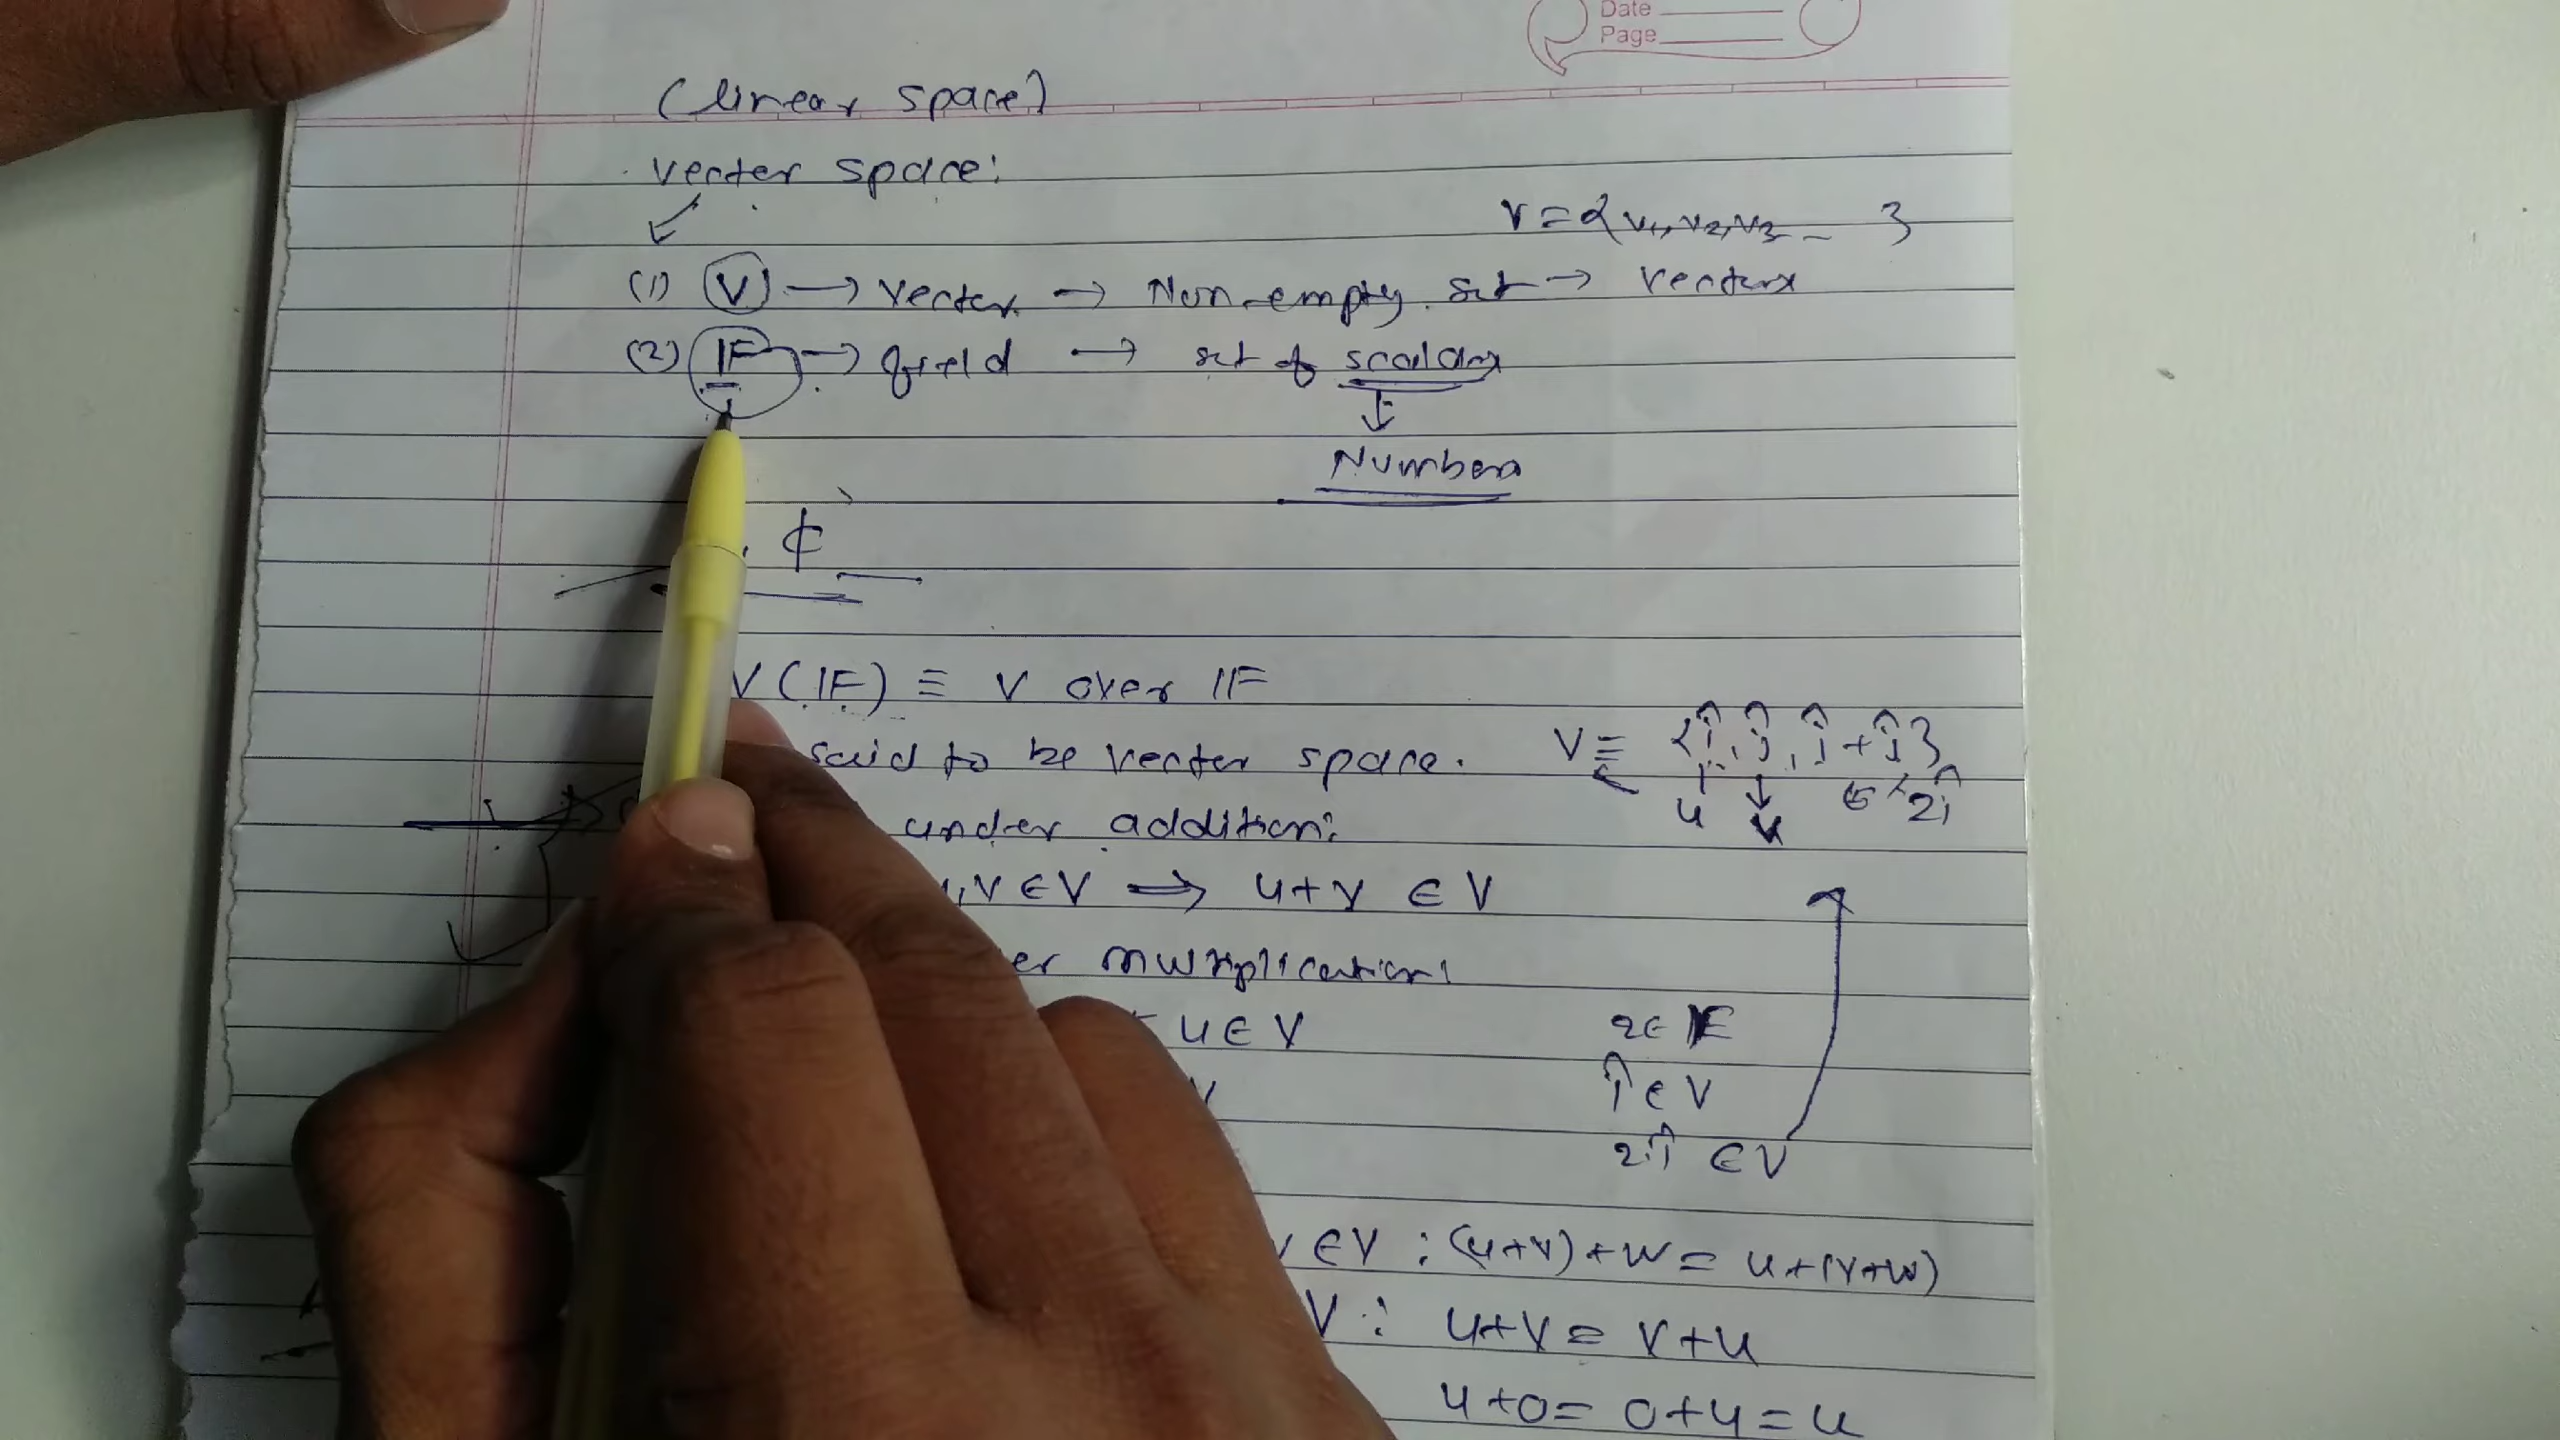 Date
Page
(linear space)
vector space:
V = {v1, v2, v3 - }
(1) V → vector → Non-empty set → vectors
(2) IF → field → set of scalars
↓
Numbers
₵
V(IF) ≡ V over IF
said to be vector space. V ≡ {î, ĵ, î + ĵ}
u v 2î
under addition:
,v ∈ V ⇒ u+v ∈ V
er multiplication:
u ∈ V 2 ∈ IF
V î ∈ V
2î ∈ V
∈ V : (u+v)+w = u+(v+w)
V : u+v = v+u
u+0 = 0+u = u